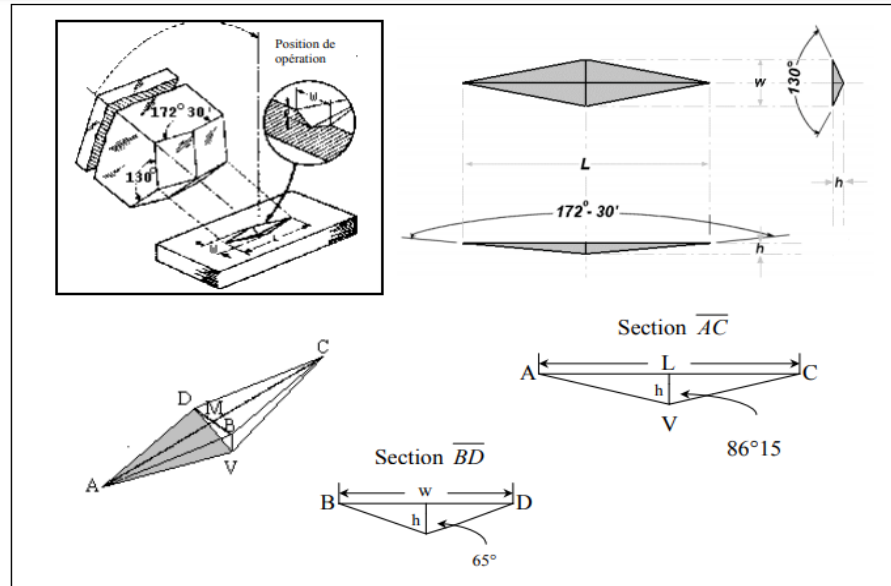 Position de
opération
172° 30'
130°
W
L
W
W
130°
L
h
172°- 30'
h
Section AC
A
L
C
h
V
86°15
C
D
M
B
V
A
Section BD
B
w
D
h
65°